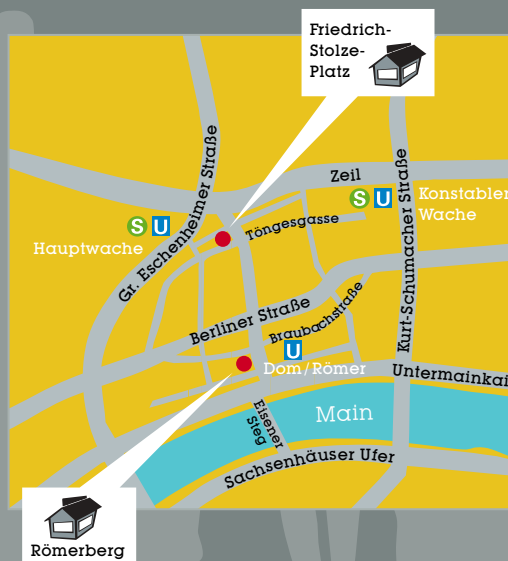 Friedrich-
Stolze-
Platz
Zeil
S U
Konstabler
Wache
Kurt-Schumacher Straße
Gr. Eschenheimer Straße
Töngesgasse
S U
Hauptwache
Berliner Straße
Braubachstraße
U
Dom/Römer
Untermainkai
Main
Eisener
Steg
Sachsenhäuser Ufer
Römerberg